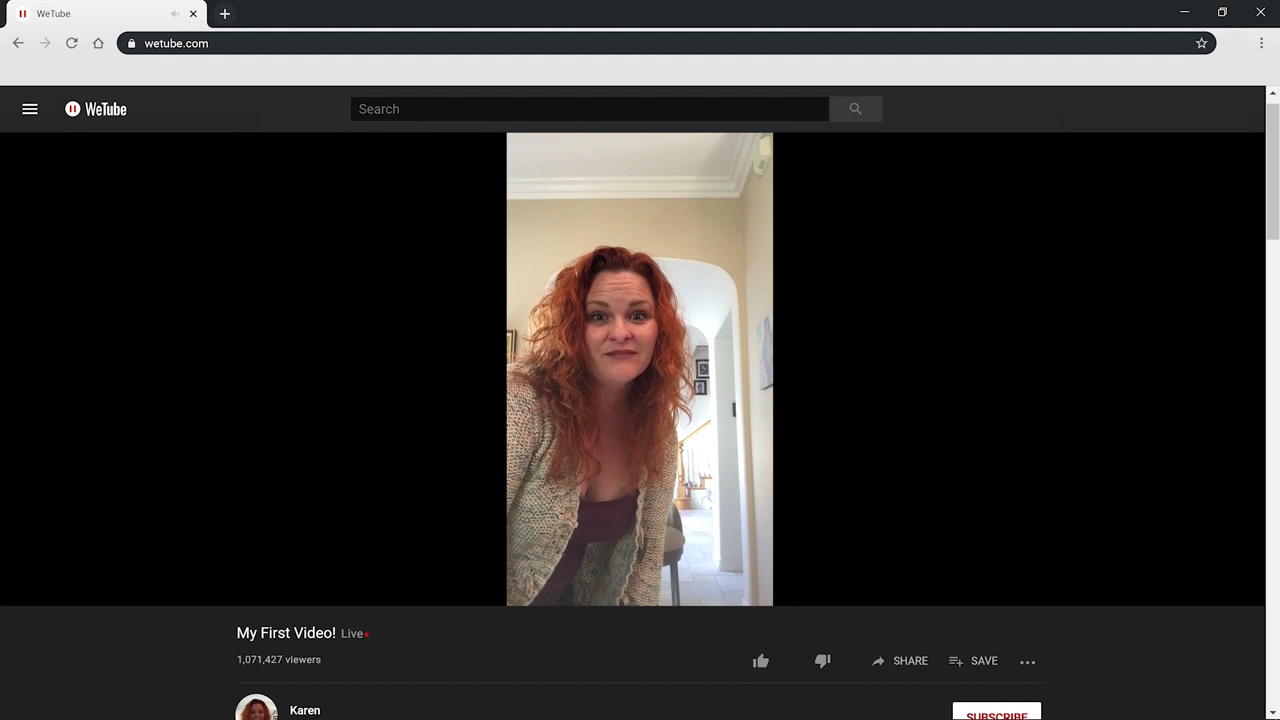 WeTube
wetube.com
WeTube
Search
My First Video! Live
1,071,427 viewers
SHARE
SAVE
Karen
SUBSCRIBE